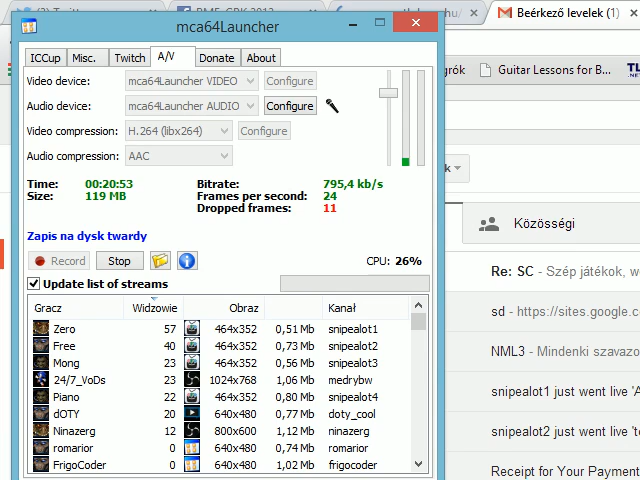 (2) Twitter
Beérkező levelek (1)
mca64Launcher
ICCup Misc. Twitch A/V Donate About
Video device: mca64Launcher VIDEO Configure
Audio device: mca64Launcher AUDIO Configure
Video compression: H.264 (libx264) Configure
Audio compression: AAC
Time: 00:20:53 Bitrate: 795,4 kb/s
Size: 119 MB Frames per second: 24
Dropped frames: 11
Zapis na dysk twardy
Record Stop CPU: 26%
Update list of streams
Gracz Widzowie Obraz Kanał
Zero 57 464x352 0,51 Mb snipealot1
Free 40 464x352 0,73 Mb snipealot2
Mong 23 464x352 0,56 Mb snipealot3
24/7_VoDs 23 1024x768 1,06 Mb medrybw
Piano 22 464x352 0,80 Mb snipealot4
dOTY 20 640x480 0,77 Mb doty_cool
Ninazerg 12 800x600 1,12 Mb ninazerg
romarior 0 640x480 0,74 Mb romarior
FrigoCoder 0 640x480 1,02 Mb frigocoder
Guitar Lessons for B...
Közösségi
Re: SC - Szép játékok, w
sd - https://sites.google.c
NML3 - Mindenki szavazo
snipealot1 just went live 'A
snipealot2 just went live 't
Receipt for Your Payment